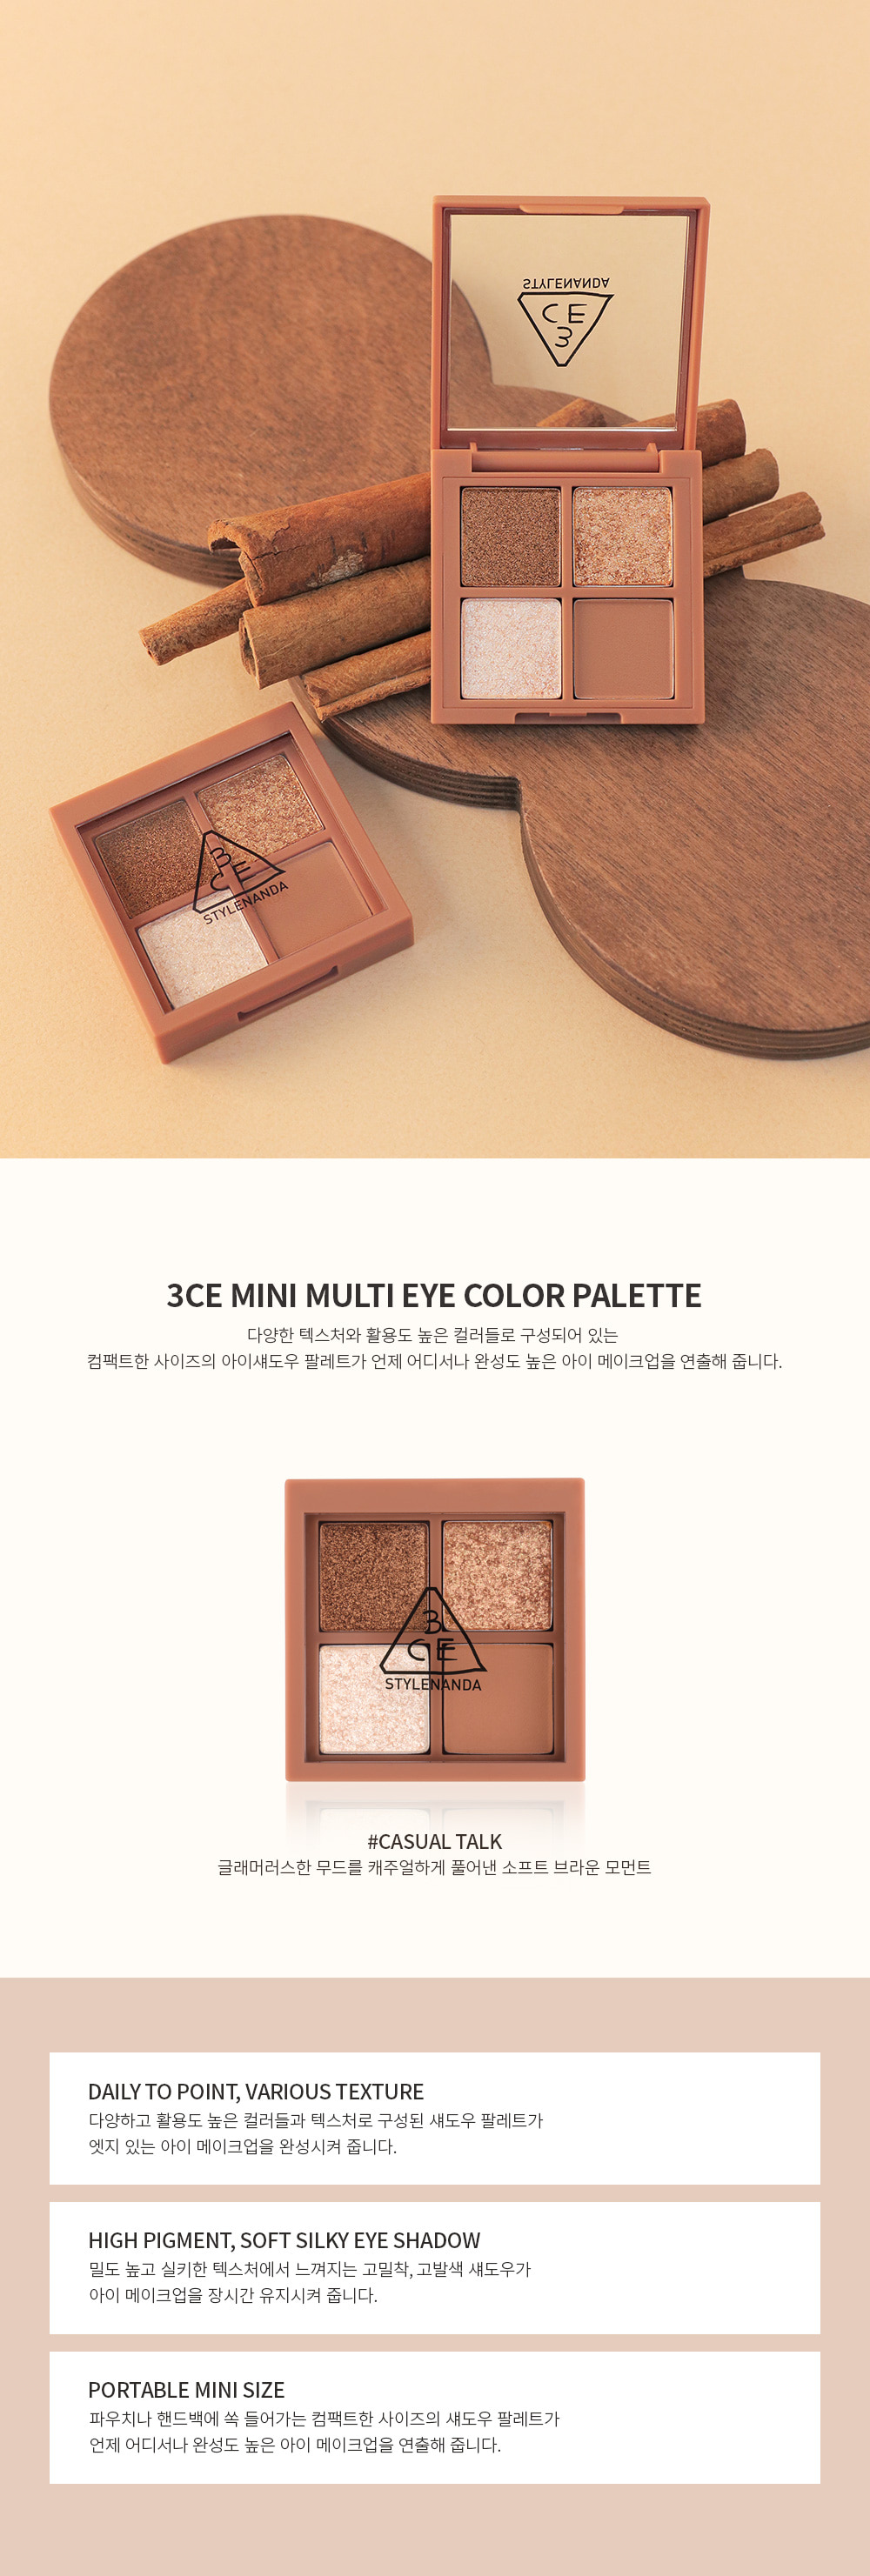 STYLENANDA
CE
3
3
CE
STYLENANDA
3CE MINI MULTI EYE COLOR PALETTE
다양한 텍스처와 활용도 높은 컬러들로 구성되어 있는
컴팩트한 사이즈의 아이섀도우 팔레트가 언제 어디서나 완성도 높은 아이 메이크업을 연출해 줍니다.
3
CE
STYLENANDA
#CASUAL TALK
글래머러스한 무드를 캐주얼하게 풀어낸 소프트 브라운 모먼트
DAILY TO POINT, VARIOUS TEXTURE
다양하고 활용도 높은 컬러들과 텍스처로 구성된 섀도우 팔레트가
엣지 있는 아이 메이크업을 완성시켜 줍니다.
HIGH PIGMENT, SOFT SILKY EYE SHADOW
밀도 높고 실키한 텍스처에서 느껴지는 고밀착, 고발색 섀도우가
아이 메이크업을 장시간 유지시켜 줍니다.
PORTABLE MINI SIZE
파우치나 핸드백에 쏙 들어가는 컴팩트한 사이즈의 섀도우 팔레트가
언제 어디서나 완성도 높은 아이 메이크업을 연출해 줍니다.